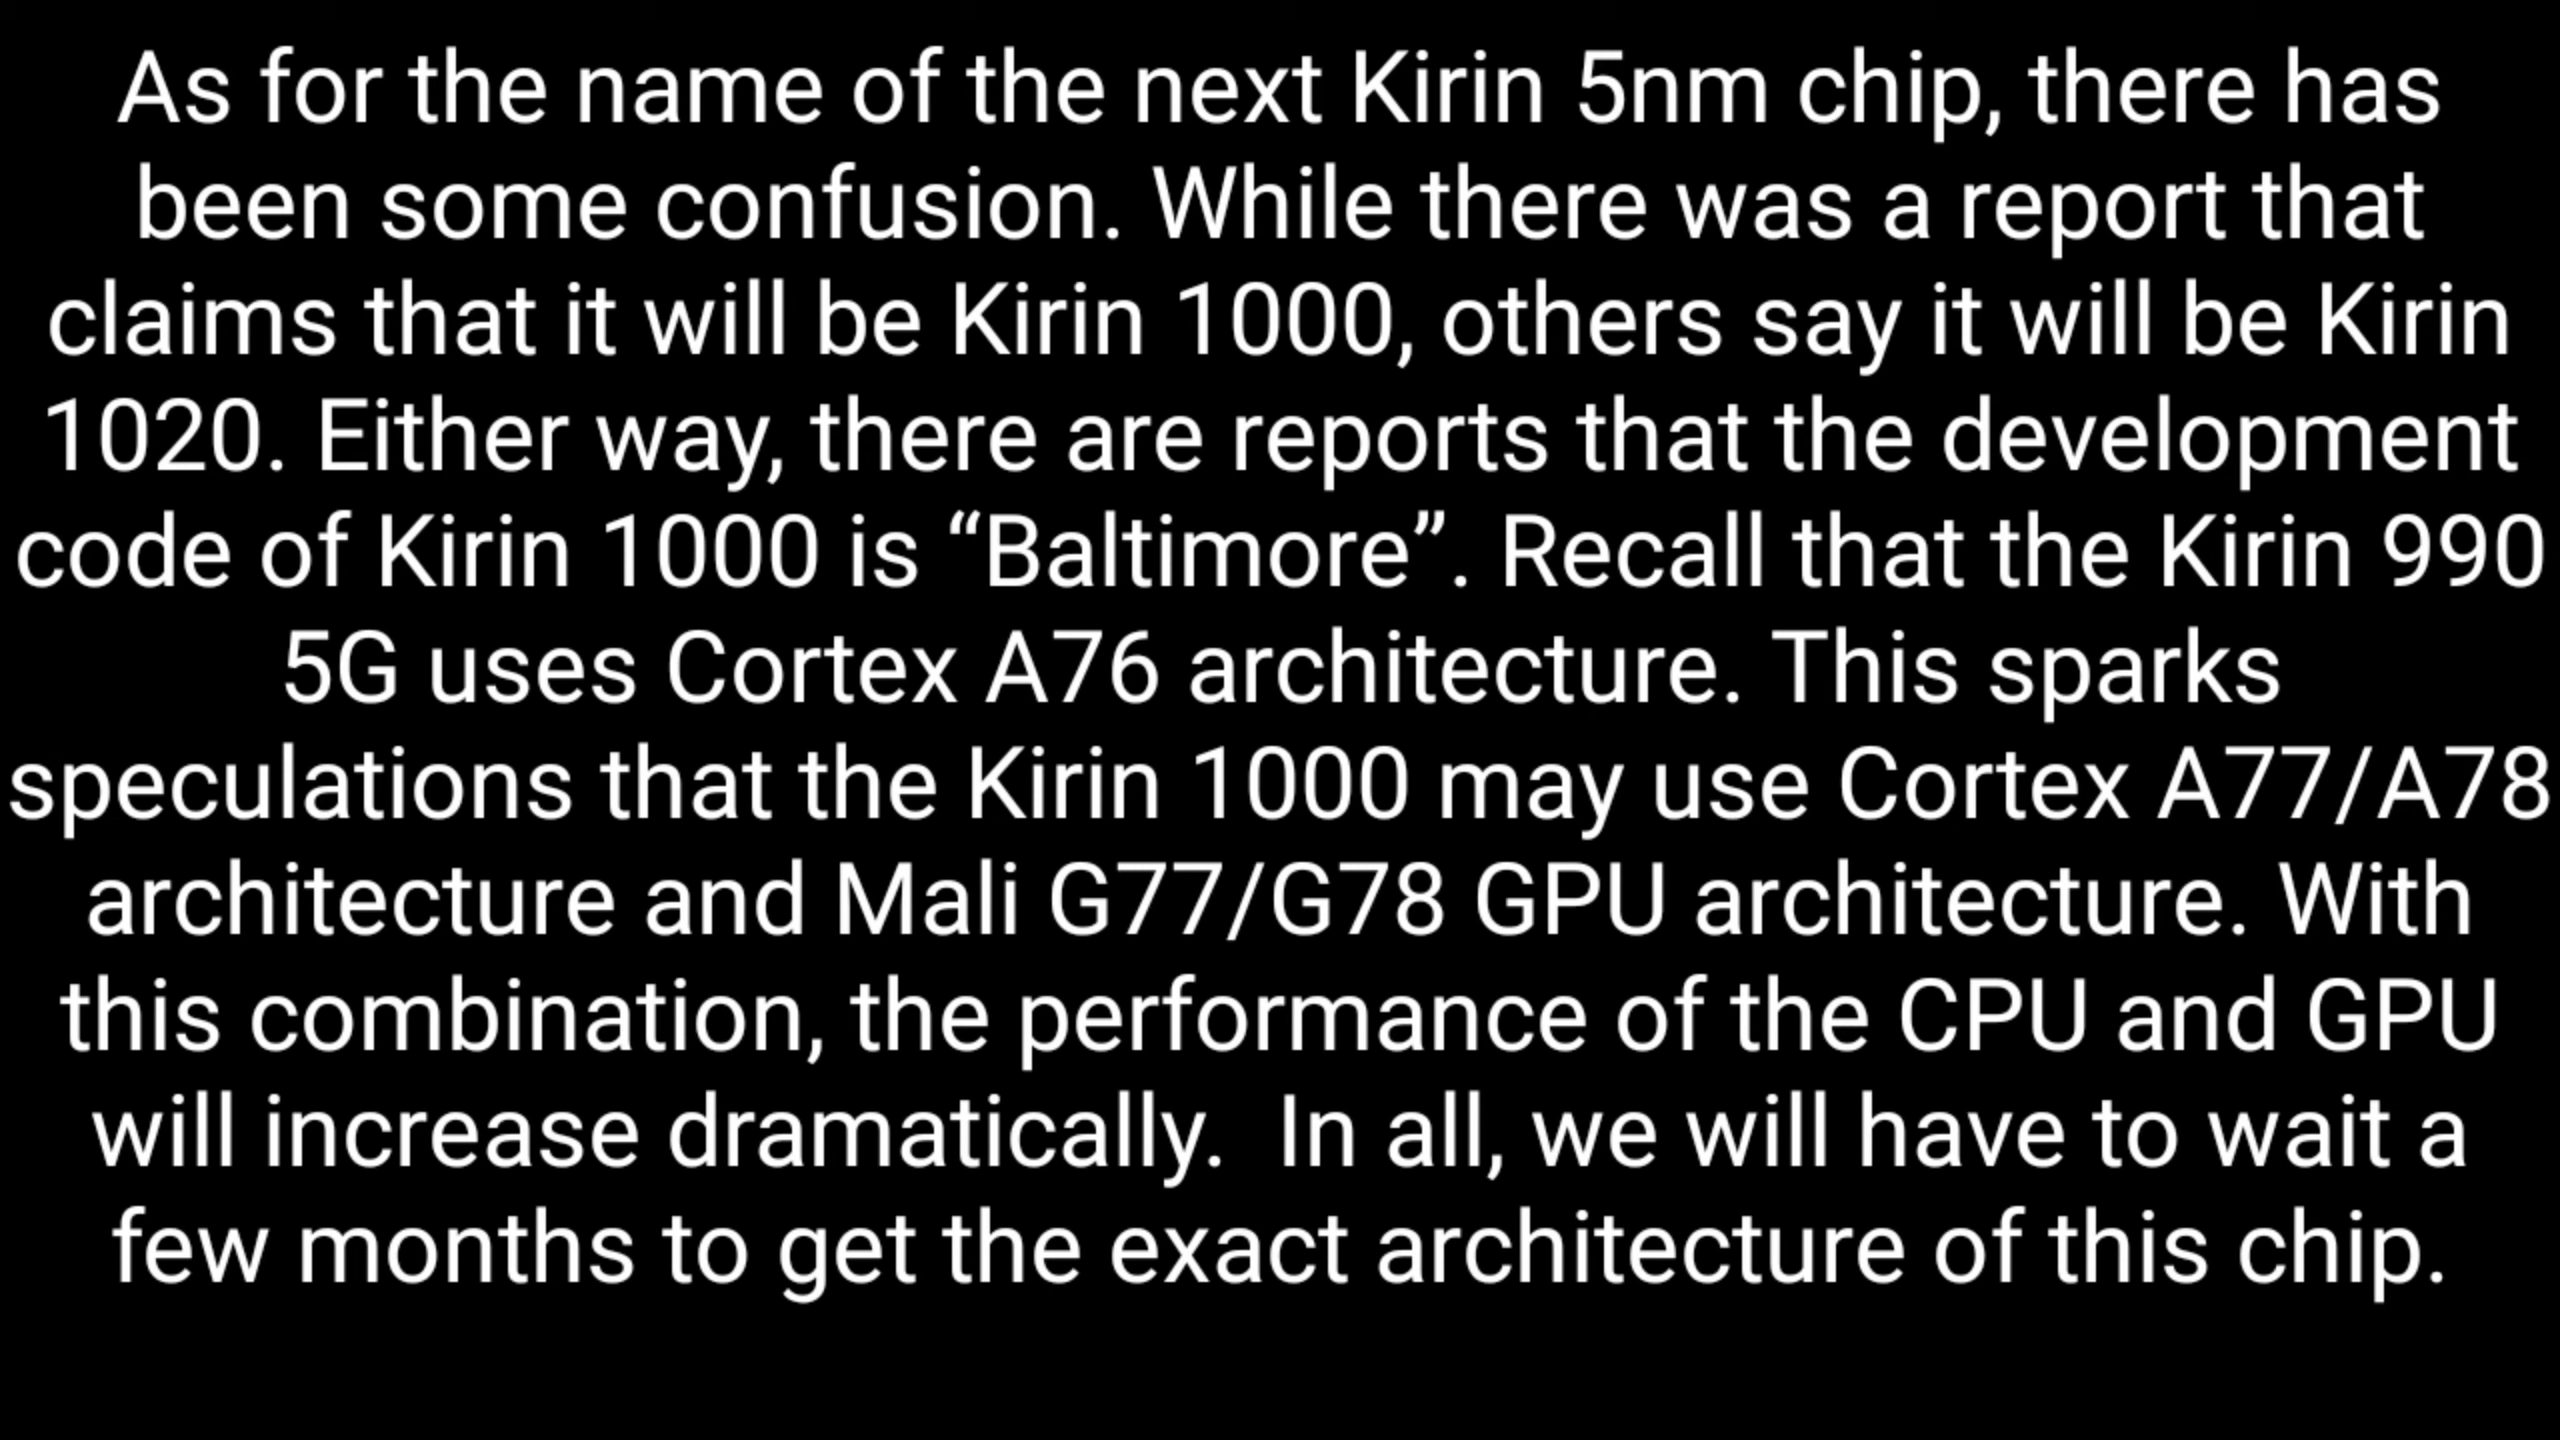 As for the name of the next Kirin 5nm chip, there has
been some confusion. While there was a report that
claims that it will be Kirin 1000, others say it will be Kirin
1020. Either way, there are reports that the development
code of Kirin 1000 is “Baltimore”. Recall that the Kirin 990
5G uses Cortex A76 architecture. This sparks
speculations that the Kirin 1000 may use Cortex A77/A78
architecture and Mali G77/G78 GPU architecture. With
this combination, the performance of the CPU and GPU
will increase dramatically.  In all, we will have to wait a
few months to get the exact architecture of this chip.